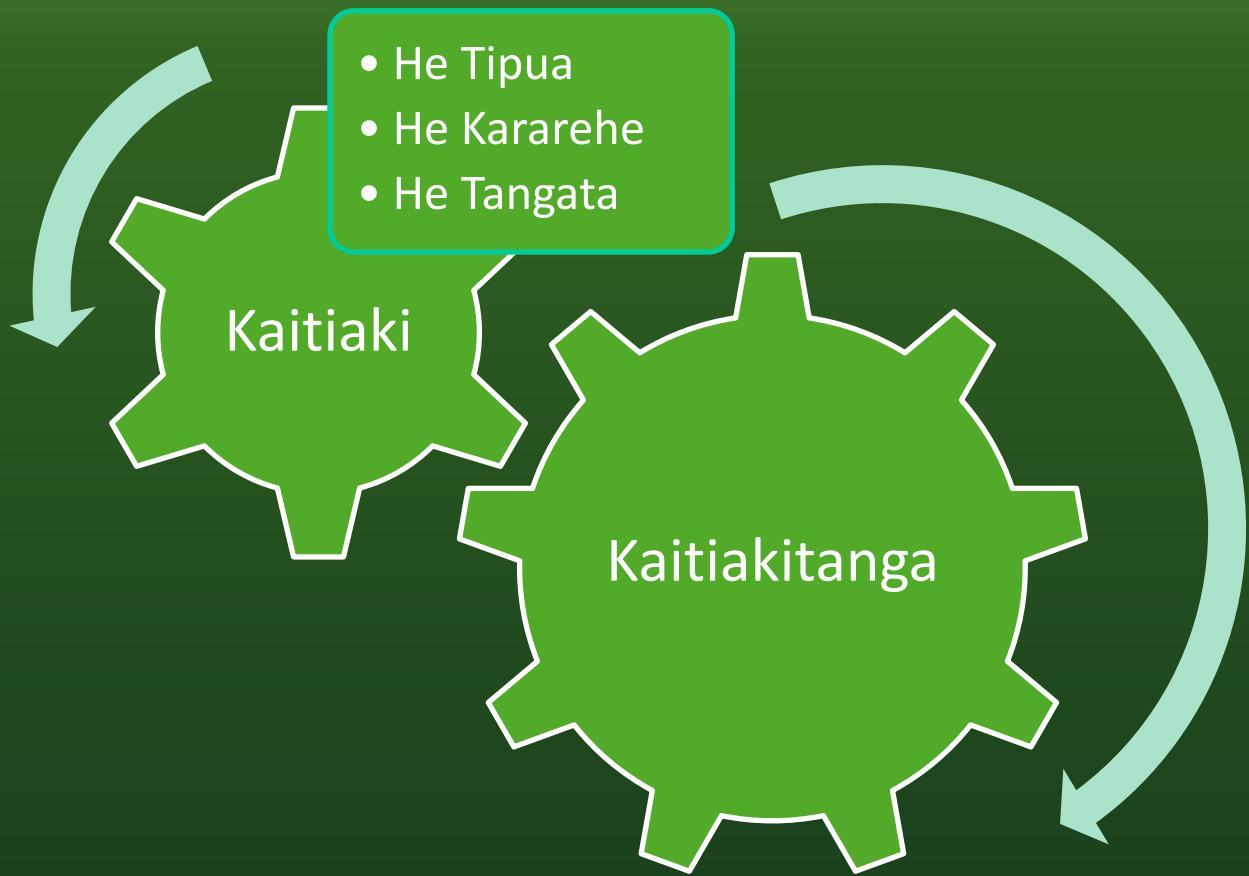 • He Tipua
• He Kararehe
• He Tangata
Kaitiaki
Kaitiakitanga